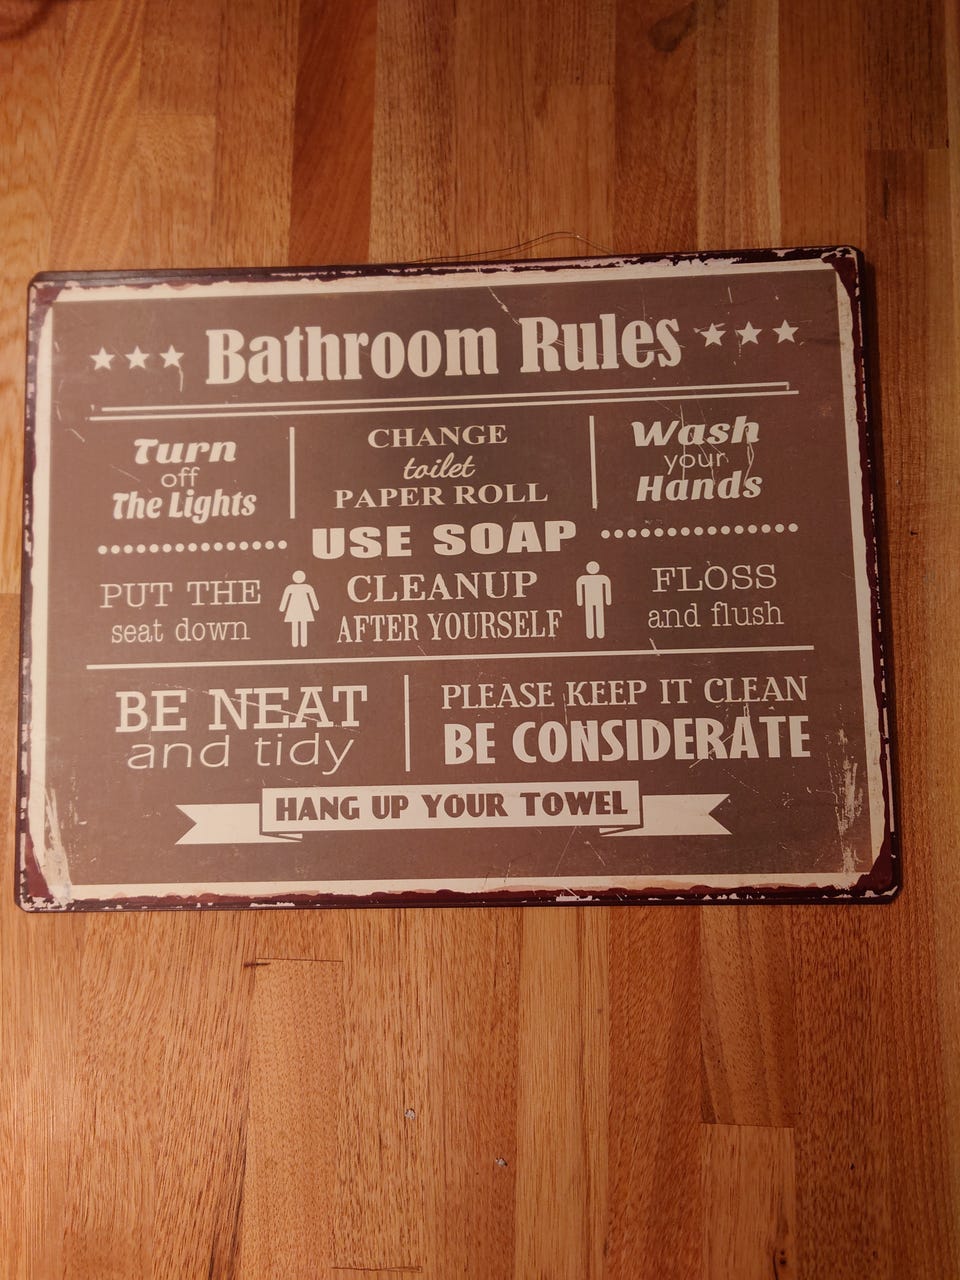 Bathroom Rules
Turn
off
The Lights
CHANGE
toilet
PAPER ROLL
Wash
your
Hands
USE SOAP
PUT THE
seat down
CLEANUP
AFTER YOURSELF
FLOSS
and flush
BE NEAT
and tidy
PLEASE KEEP IT CLEAN
BE CONSIDERATE
HANG UP YOUR TOWEL